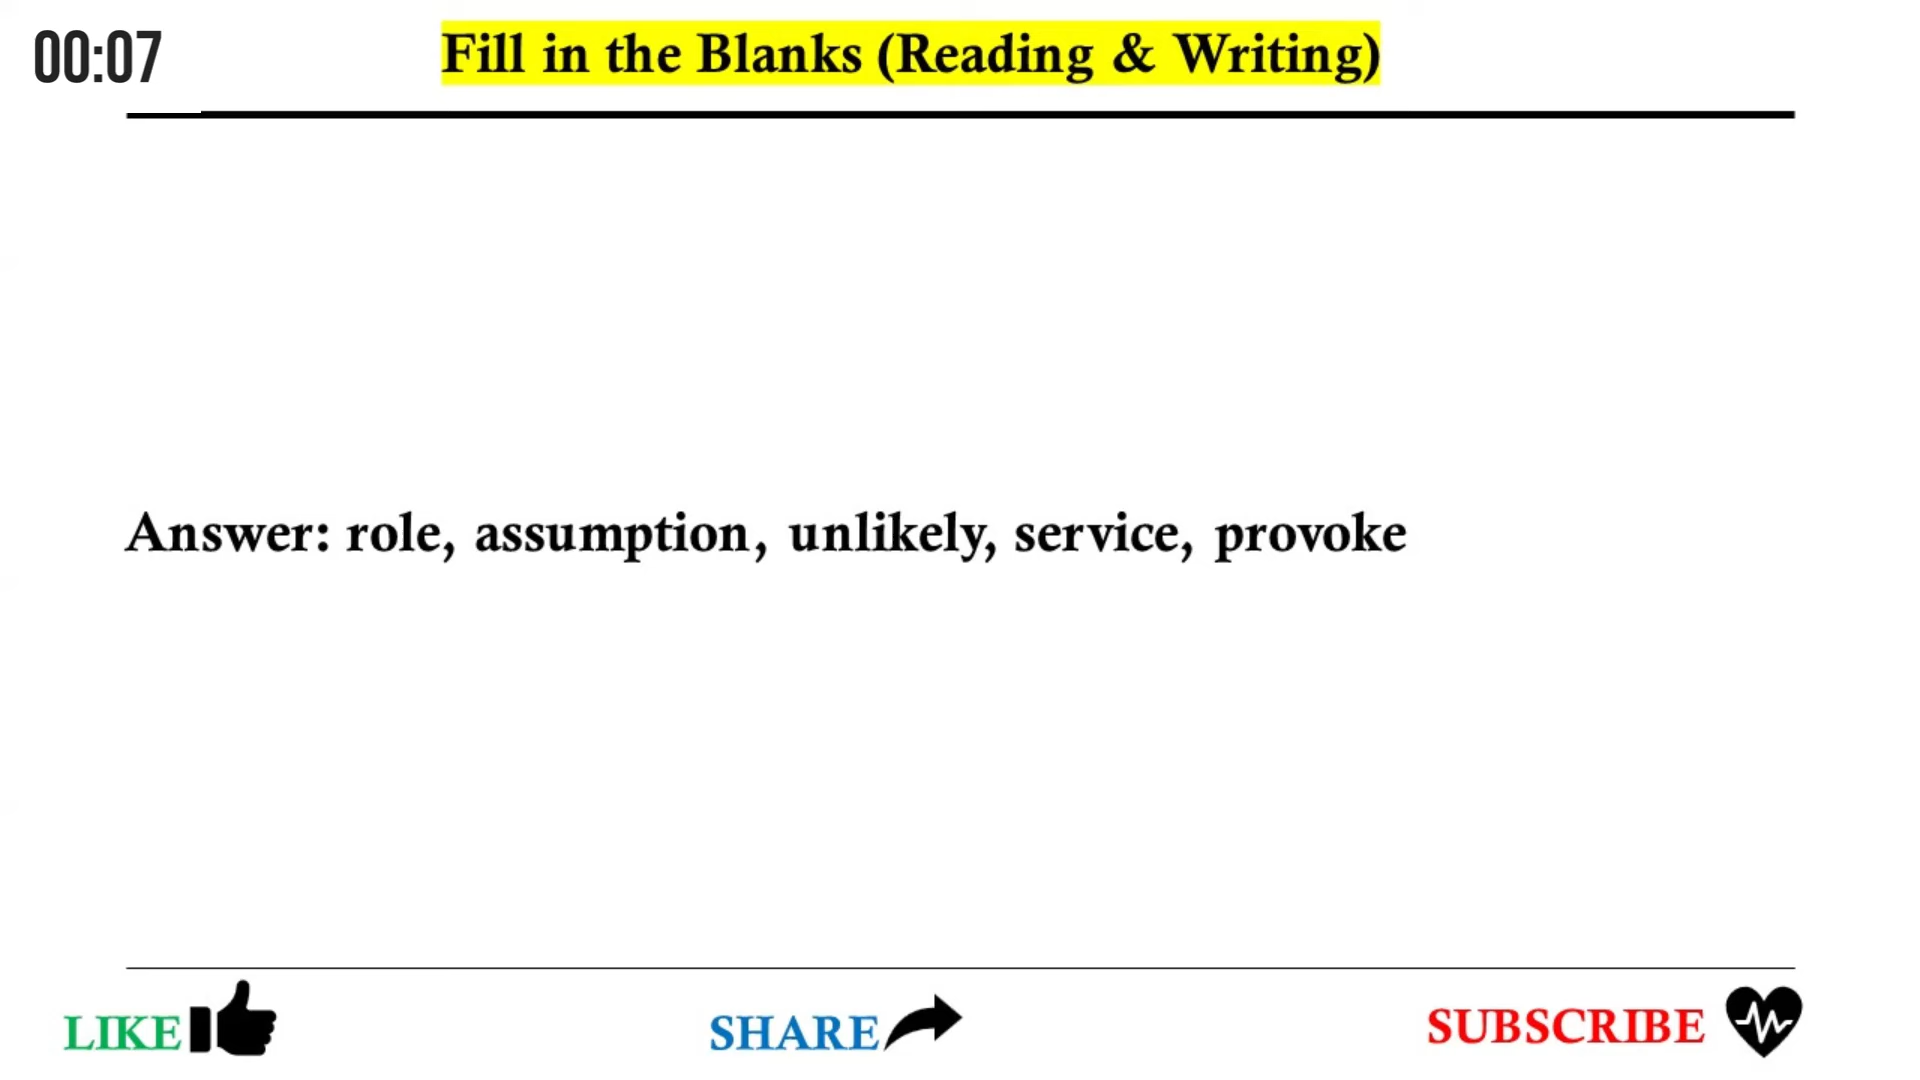 00:07
Fill in the Blanks (Reading & Writing)
Answer: role, assumption, unlikely, service, provoke
LIKE
SHARE
SUBSCRIBE